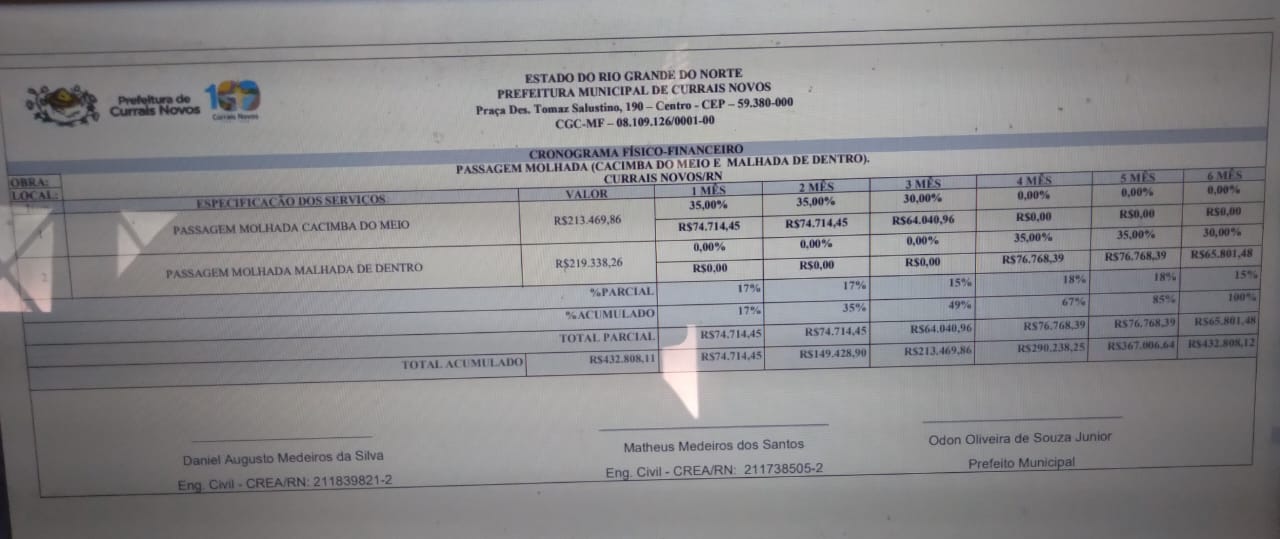 Prefeitura de
Currais Novos
Currais Novos
ESTADO DO RIO GRANDE DO NORTE
PREFEITURA MUNICIPAL DE CURRAIS NOVOS
Praça Des. Tomaz Salustino, 190 – Centro - CEP – 59.380-000
CGC-MF – 08.109.126/0001-00
CRONOGRAMA FÍSICO-FINANCEIRO
OBRA: PASSAGEM MOLHADA (CACIMBA DO MEIO E MALHADA DE DENTRO).
LOCAL: CURRAIS NOVOS/RN
ESPECIFICAÇÃO DOS SERVIÇOS VALOR 1 MÊS 2 MÊS 3 MÊS 4 MÊS 5 MÊS 6 MÊS
35,00% 35,00% 30,00% 0,00% 0,00% 0,00%
1 PASSAGEM MOLHADA CACIMBA DO MEIO R$213.469,86
R$74.714,45 R$74.714,45 R$64.040,96 R$0,00 R$0,00 R$0,00
0,00% 0,00% 0,00% 35,00% 35,00% 30,00%
2 PASSAGEM MOLHADA MALHADA DE DENTRO R$219.338,26
R$0,00 R$0,00 R$0,00 R$76.768,39 R$76.768,39 R$65.801,48
%PARCIAL 17% 17% 15% 18% 18% 15%
%ACUMULADO 17% 35% 49% 67% 85% 100%
TOTAL PARCIAL R$74.714,45 R$74.714,45 R$64.040,96 R$76.768,39 R$76.768,39 R$65.801,48
TOTAL ACUMULADO R$432.808,11 R$74.714,45 R$149.428,90 R$213.469,86 R$290.238,25 R$367.006,64 R$432.808,12
Daniel Augusto Medeiros da Silva
Eng. Civil - CREA/RN: 211839821-2
Matheus Medeiros dos Santos
Eng. Civil - CREA/RN: 211738505-2
Odon Oliveira de Souza Junior
Prefeito Municipal